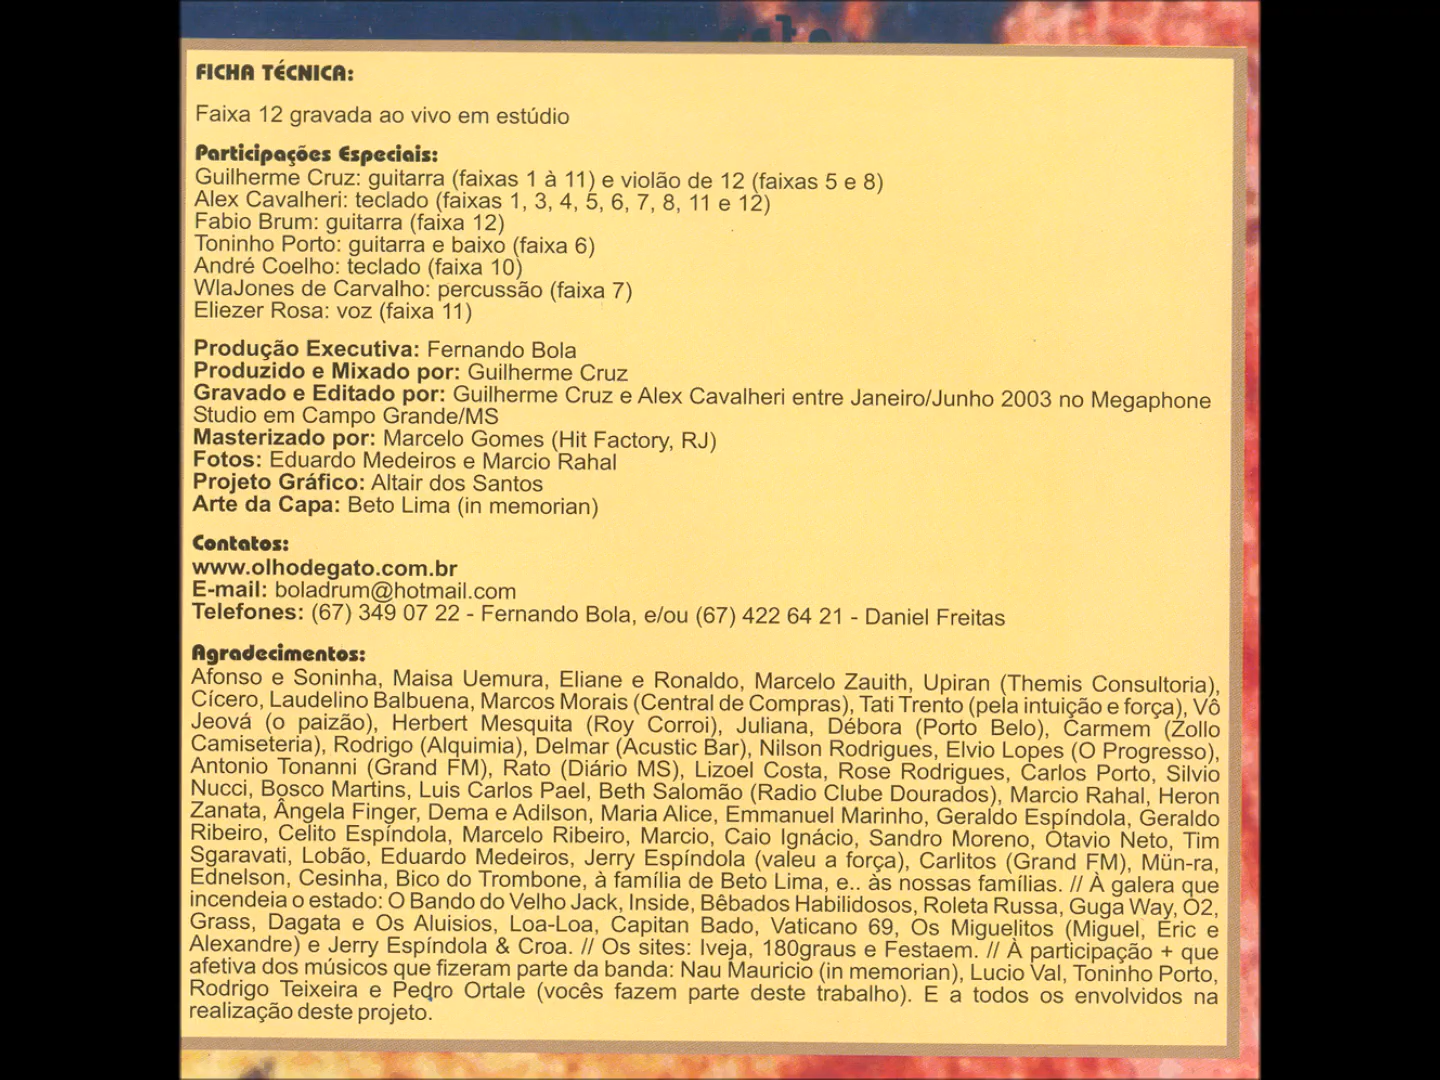 FICHA TÉCNICA:
Faixa 12 gravada ao vivo em estúdio
Participações Especiais:
Guilherme Cruz: guitarra (faixas 1 à 11) e violão de 12 (faixas 5 e 8)
Alex Cavalheri: teclado (faixas 1, 3, 4, 5, 6, 7, 8, 11 e 12)
Fabio Brum: guitarra (faixa 12)
Toninho Porto: guitarra e baixo (faixa 6)
André Coelho: teclado (faixa 10)
WlaJones de Carvalho: percussão (faixa 7)
Eliezer Rosa: voz (faixa 11)
Produção Executiva: Fernando Bola
Produzido e Mixado por: Guilherme Cruz
Gravado e Editado por: Guilherme Cruz e Alex Cavalheri entre Janeiro/Junho 2003 no Megaphone
Studio em Campo Grande/MS
Masterizado por: Marcelo Gomes (Hit Factory, RJ)
Fotos: Eduardo Medeiros e Marcio Rahal
Projeto Gráfico: Altair dos Santos
Arte da Capa: Beto Lima (in memorian)
Contatos:
www.olhodegato.com.br
E-mail: boladrum@hotmail.com
Telefones: (67) 349 07 22 - Fernando Bola, e/ou (67) 422 64 21 - Daniel Freitas
Agradecimentos:
Afonso e Soninha, Maisa Uemura, Eliane e Ronaldo, Marcelo Zauith, Upiran (Themis Consultoria),
Cícero, Laudelino Balbuena, Marcos Morais (Central de Compras), Tati Trento (pela intuição e força), Vô
Jeová (o paizão), Herbert Mesquita (Roy Corroi), Juliana, Débora (Porto Belo), Carmem (Zollo
Camiseteria), Rodrigo (Alquimia), Delmar (Acustic Bar), Nilson Rodrigues, Elvio Lopes (O Progresso),
Antonio Tonanni (Grand FM), Rato (Diário MS), Lizoel Costa, Rose Rodrigues, Carlos Porto, Silvio
Nucci, Bosco Martins, Luis Carlos Pael, Beth Salomão (Radio Clube Dourados), Marcio Rahal, Heron
Zanata, Ângela Finger, Dema e Adilson, Maria Alice, Emmanuel Marinho, Geraldo Espíndola, Geraldo
Ribeiro, Celito Espíndola, Marcelo Ribeiro, Marcio, Caio Ignácio, Sandro Moreno, Otavio Neto, Tim
Sgaravati, Lobão, Eduardo Medeiros, Jerry Espíndola (valeu a força), Carlitos (Grand FM), Mün-ra,
Ednelson, Cesinha, Bico do Trombone, à família de Beto Lima, e.. às nossas famílias. // À galera que
incendeia o estado: O Bando do Velho Jack, Inside, Bêbados Habilidosos, Roleta Russa, Guga Way, O2,
Grass, Dagata e Os Aluisios, Loa-Loa, Capitan Bado, Vaticano 69, Os Miguelitos (Miguel, Eric e
Alexandre) e Jerry Espíndola & Croa. // Os sites: Iveja, 180graus e Festaem. // À participação + que
afetiva dos músicos que fizeram parte da banda: Nau Mauricio (in memorian), Lucio Val, Toninho Porto,
Rodrigo Teixeira e Pedro Ortale (vocês fazem parte deste trabalho). E a todos os envolvidos na
realização deste projeto.